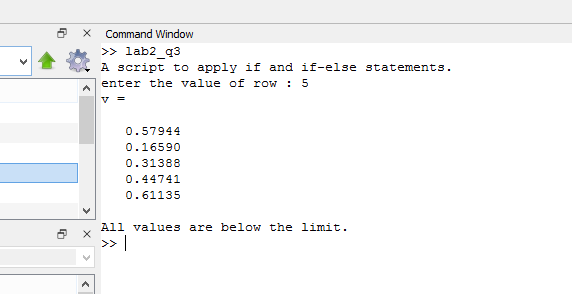 Command Window
>> lab2_q3
A script to apply if and if-else statements.
enter the value of row : 5
v =
0.57944
0.16590
0.31388
0.44741
0.61135
All values are below the limit.
>>